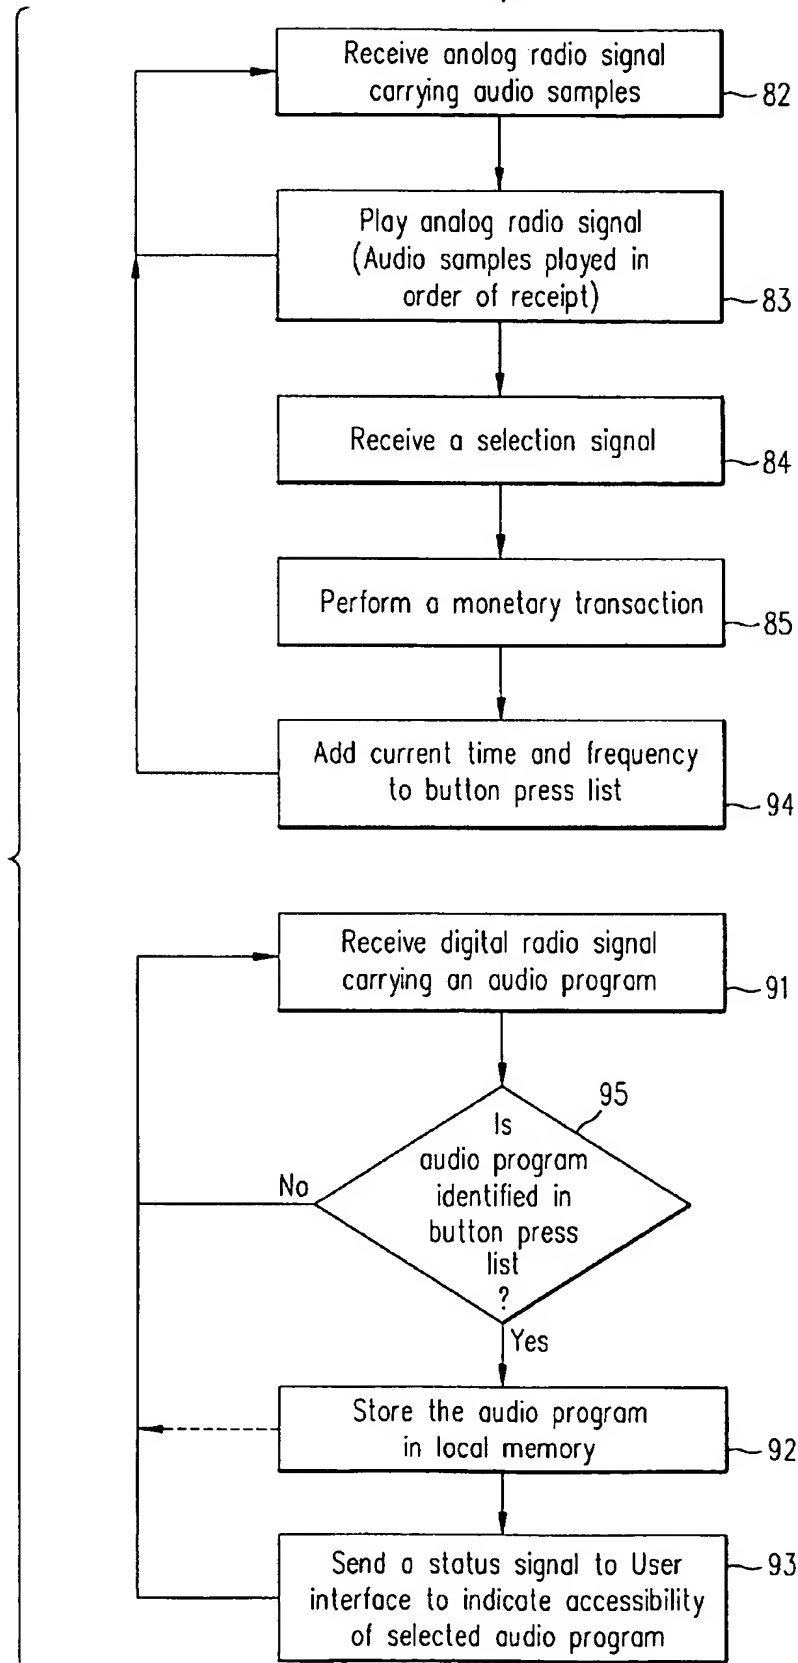 Receive analog radio signal
carrying audio samples
82
Play analog radio signal
(Audio samples played in
order of receipt)
83
Receive a selection signal
84
Perform a monetary transaction
85
Add current time and frequency
to button press list
94
Receive digital radio signal
carrying an audio program
91
95
Is
audio program
identified in
button press
list
?
No
Yes
Store the audio program
in local memory
92
Send a status signal to User
interface to indicate accessibility
of selected audio program
93